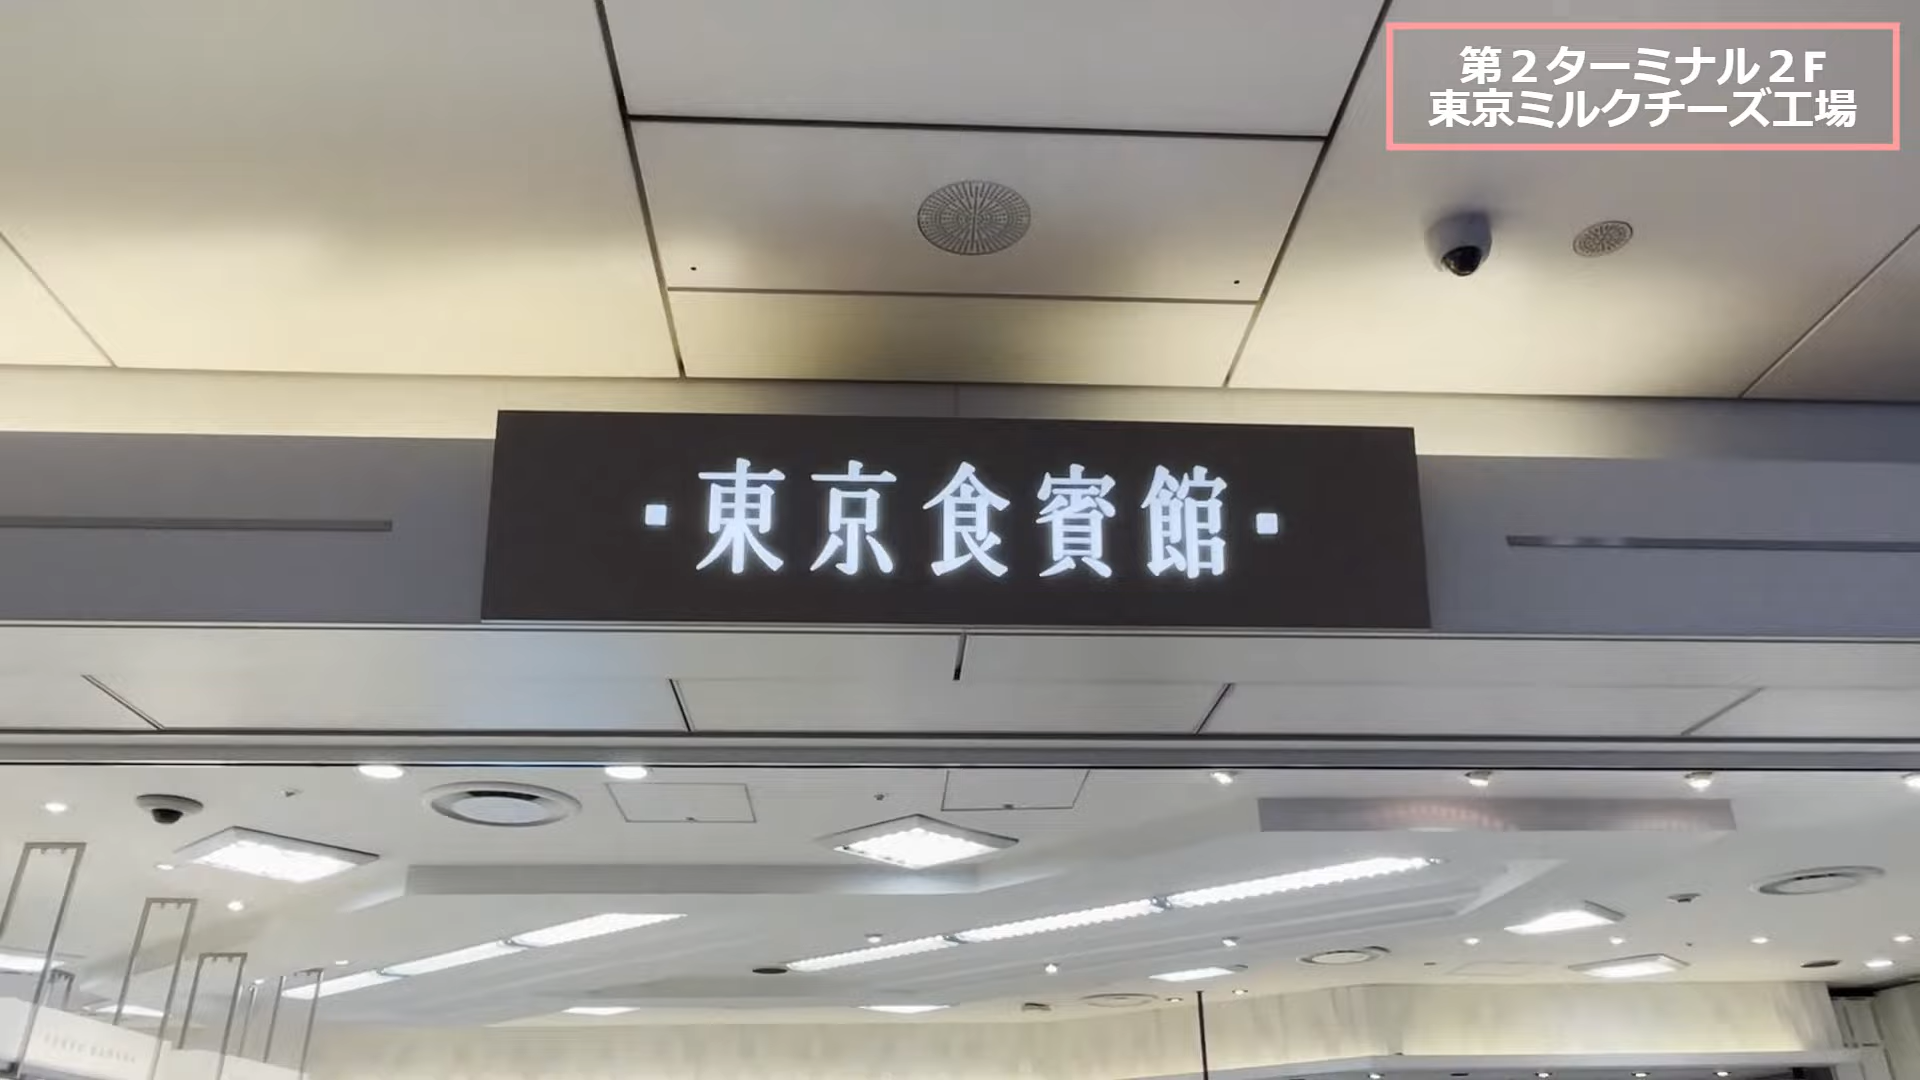 第２ターミナル２F
東京ミルクチーズ工場
・東京食賓館・